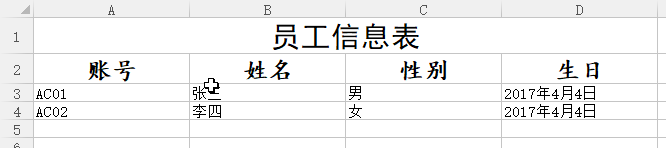 A B C D
1 员工信息表
2 账号 姓名 性别 生日
3 AC01 张三 男 2017年4月4日
4 AC02 李四 女 2017年4月4日
5